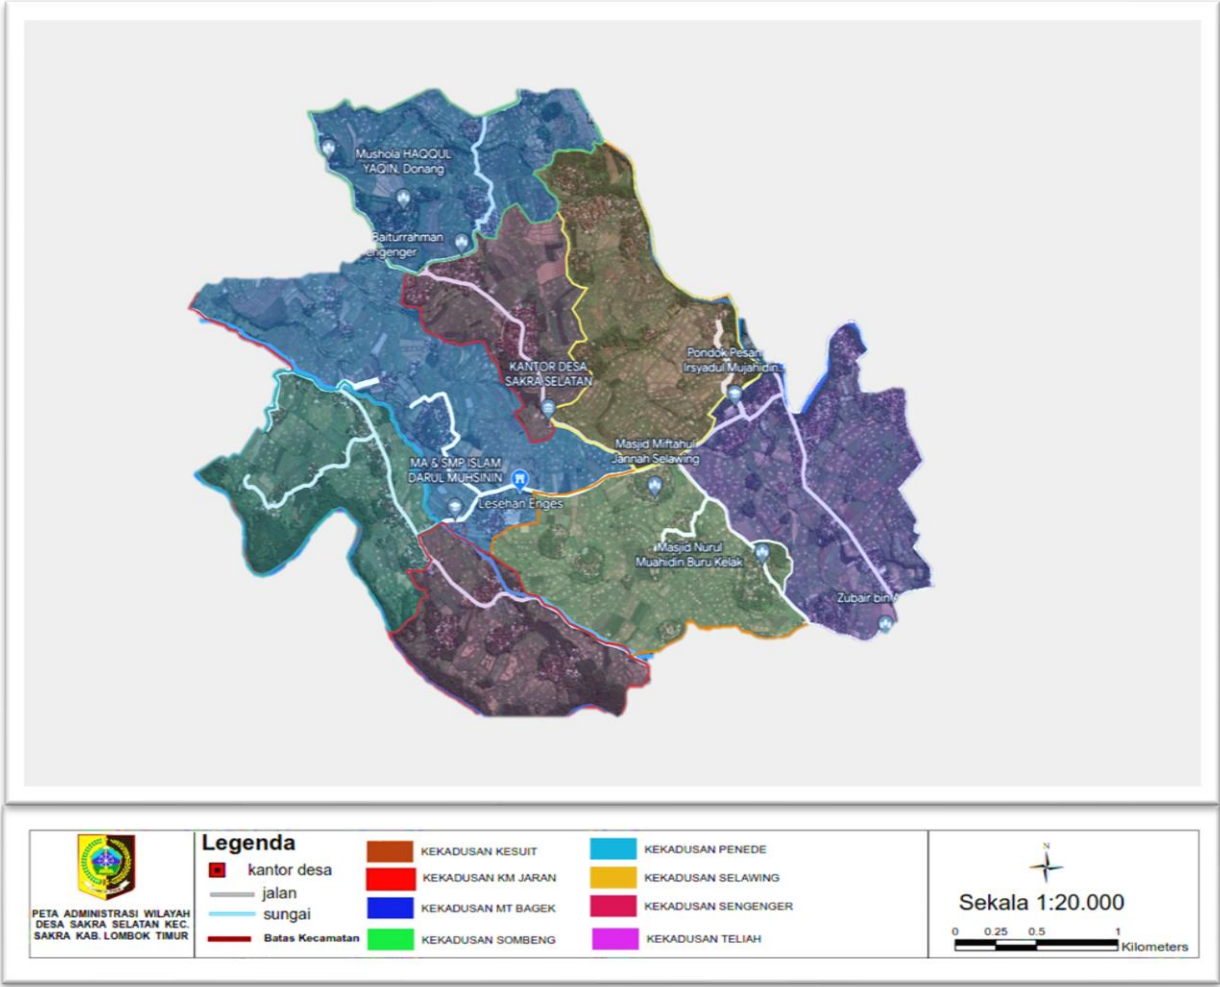 Mushola HAQQUL
YAQIN, Donang
Baiturrahman
engenger
KANTOR DESA
SAKRA SELATAN
Pondok Pesan
Irsyadul Mujahidin
Masjid Miftahul
Jannah Selawing
MA & SMP ISLAM
DARUL MUHSININ
Lesehan Enges
Masjid Nurul
Muahidin Buru Kelak
Zubair bin
PETA ADMINISTRASI WILAYAH
DESA SAKRA SELATAN KEC.
SAKRA KAB. LOMBOK TIMUR
Legenda
kantor desa
jalan
sungai
Batas Kecamatan
KEKADUSAN KESUIT
KEKADUSAN KM JARAN
KEKADUSAN MT BAGEK
KEKADUSAN SOMBENG
KEKADUSAN PENEDE
KEKADUSAN SELAWING
KEKADUSAN SENGENGER
KEKADUSAN TELIAH
N
Sekala 1:20.000
0 0.25 0.5 1
Kilometers